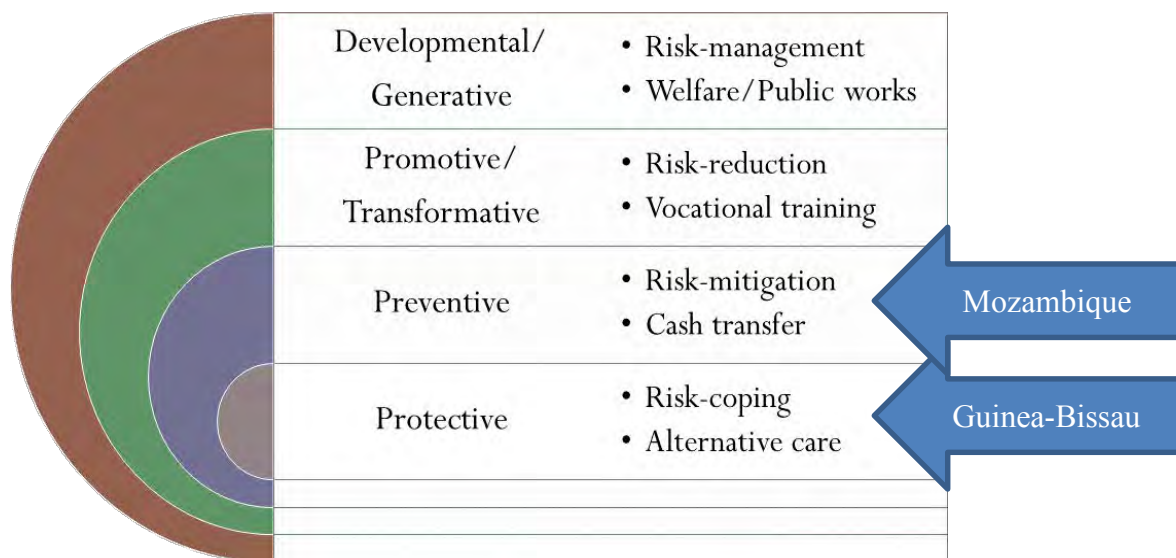 Developmental/
Generative
• Risk-management
• Welfare/Public works
Promotive/
Transformative
• Risk-reduction
• Vocational training
Preventive
• Risk-mitigation
• Cash transfer
Mozambique
Protective
• Risk-coping
• Alternative care
Guinea-Bissau